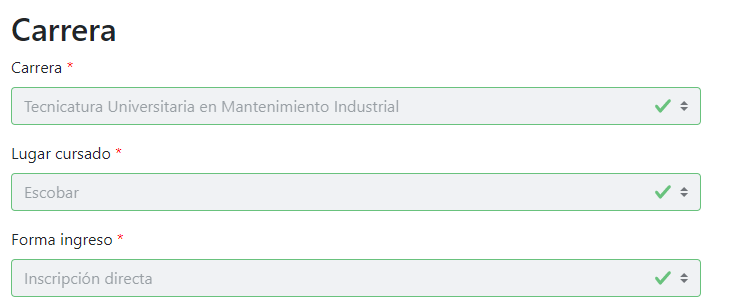 Carrera
Carrera *
Tecnicatura Universitaria en Mantenimiento Industrial
Lugar cursado *
Escobar
Forma ingreso *
Inscripción directa